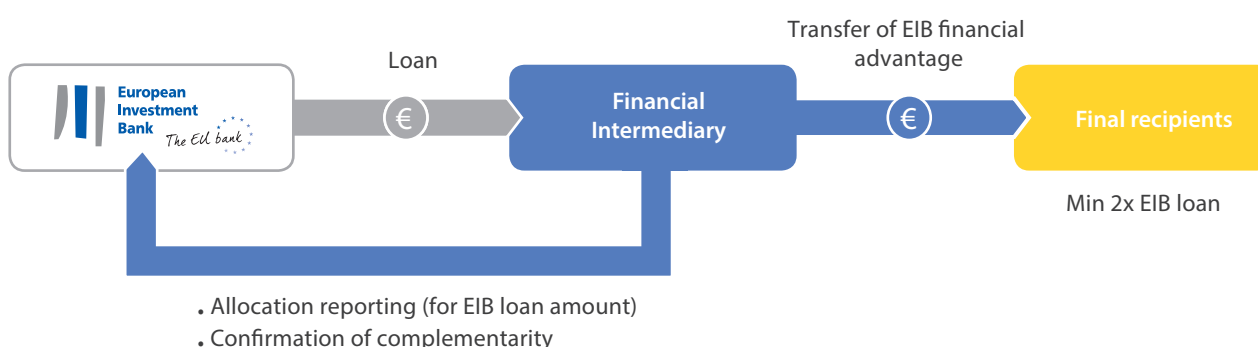 Loan
Transfer of EIB financial
advantage
European
Investment
Bank
The EU bank
€
Financial
Intermediary
€
Final recipients
Min 2x EIB loan
. Allocation reporting (for EIB loan amount)
. Confirmation of complementarity